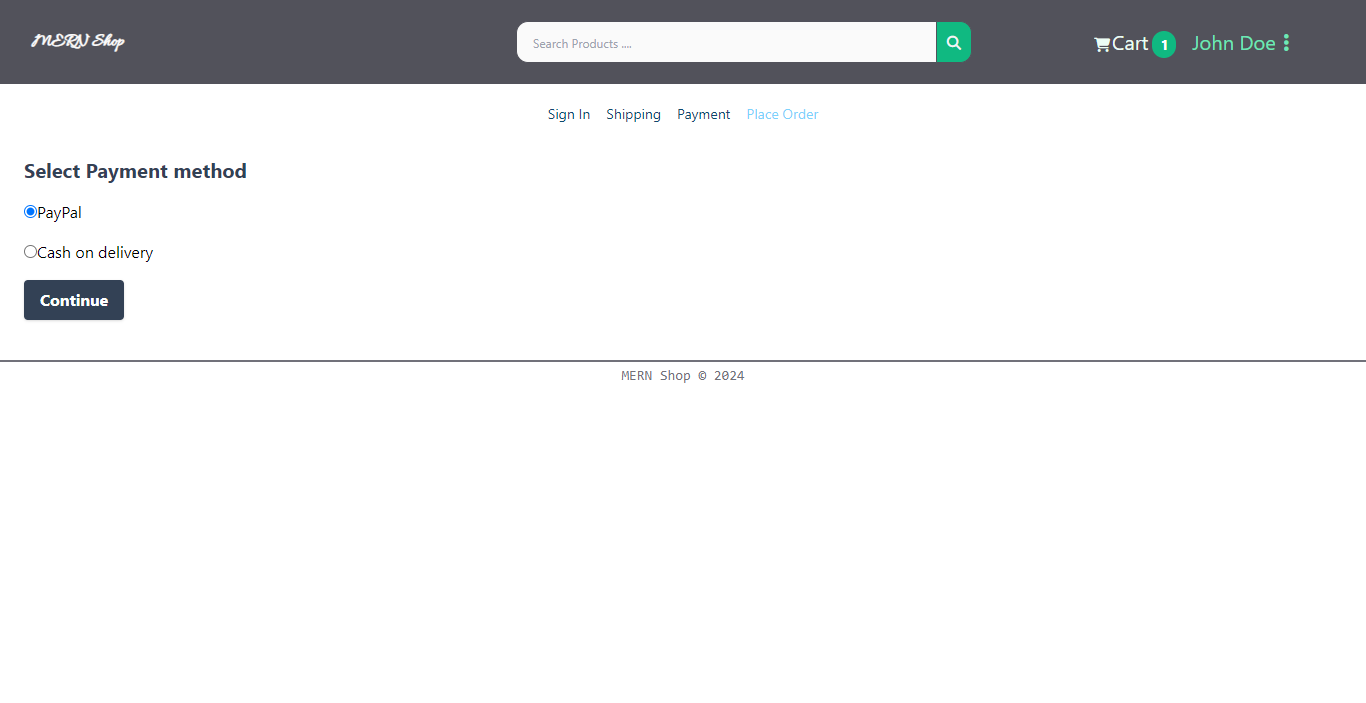 MERN Shop
Search Products ....
Cart 1 John Doe
Sign In Shipping Payment Place Order
Select Payment method
PayPal
Cash on delivery
Continue
MERN Shop © 2024